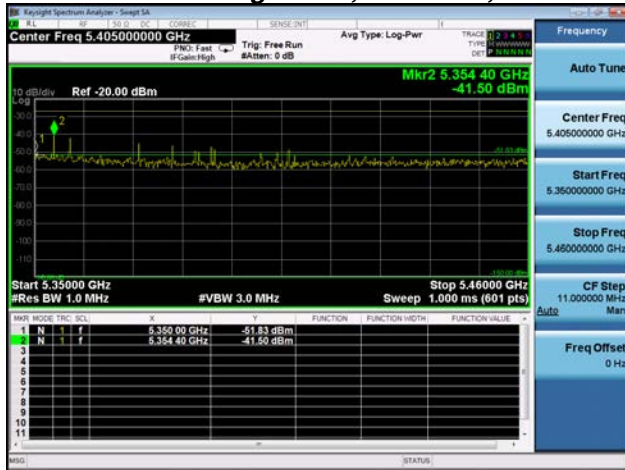 Keysight Spectrum Analyzer - Swept SA
RL RF 50 Ω DC CORREC SENSE:INT
Center Freq 5.405000000 GHz
PNO: Fast
IFGain:High
Trig: Free Run
#Atten: 0 dB
Avg Type: Log-Pwr
TRACE 1 2 3 4 5 6
TYPE
DET P N N N N N
Frequency
Auto Tune
Center Freq
5.405000000 GHz
Start Freq
5.350000000 GHz
Stop Freq
5.460000000 GHz
CF Step
11.000000 MHz
Auto Man
Freq Offset
0 Hz
Mkr2 5.354 40 GHz
-41.50 dBm
10 dB/div Ref -20.00 dBm
Log
-30.0
-40.0
-50.0
-60.0
-70.0
-80.0
-90.0
-100
-110
1
2
Start 5.35000 GHz Stop 5.46000 GHz
#Res BW 1.0 MHz #VBW 3.0 MHz Sweep 1.000 ms (601 pts)
MKR MODE TRC SCL X Y FUNCTION FUNCTION WIDTH FUNCTION VALUE
1 N 1 f 5.350 00 GHz -51.83 dBm
2 N 1 f 5.354 40 GHz -41.50 dBm
3
4
5
6
7
8
9
10
11
MSG STATUS